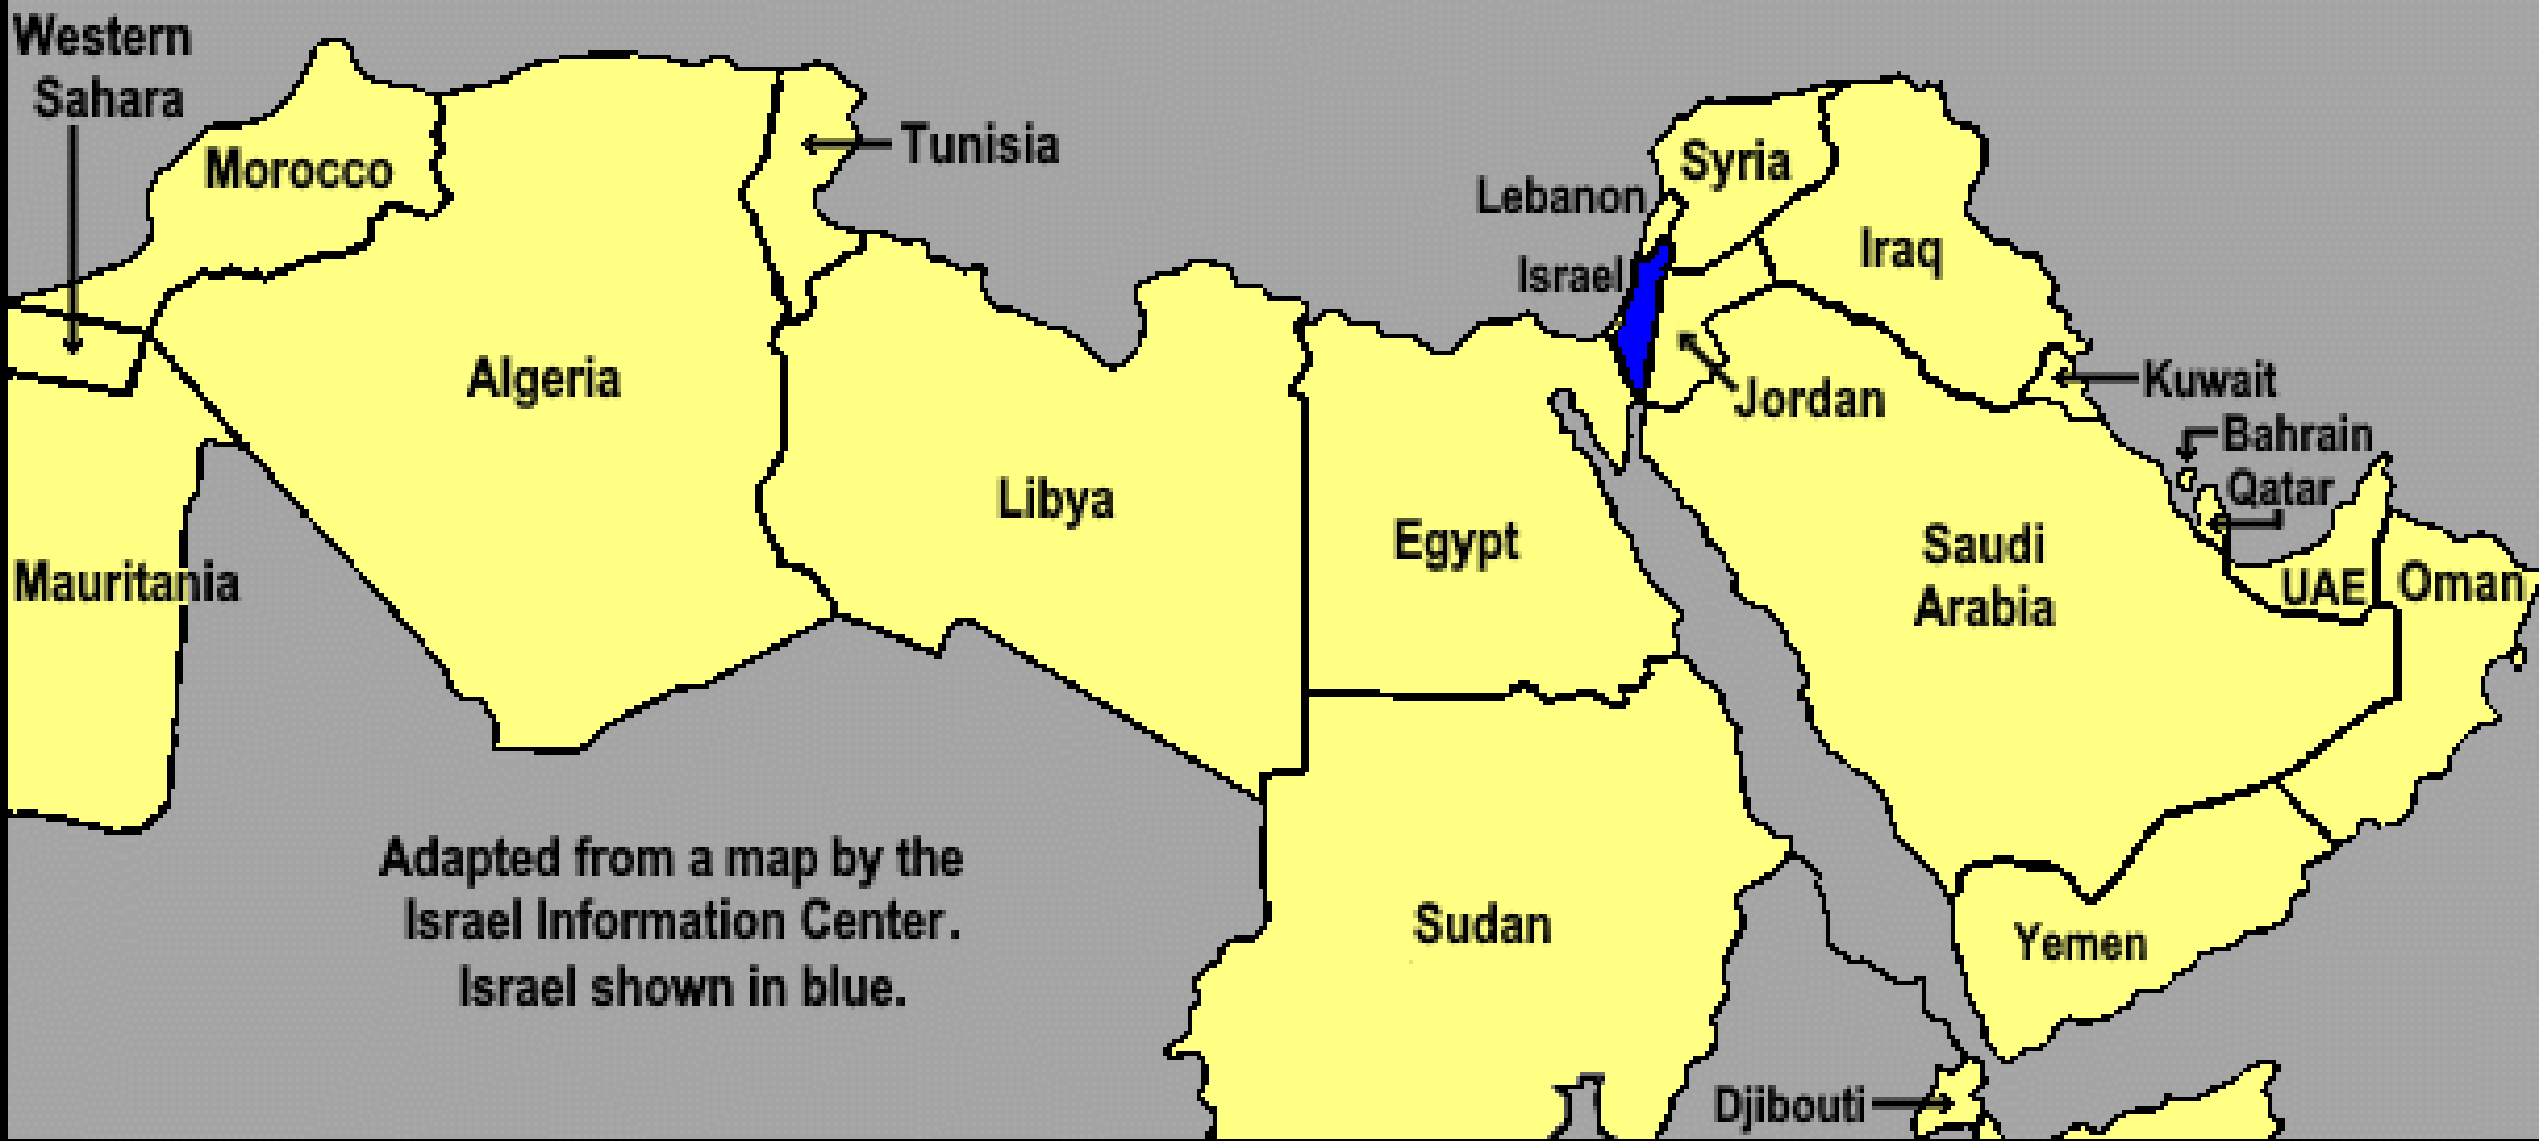 Western
Sahara
Morocco
Tunisia
Syria
Lebanon
Iraq
Israel
Algeria
Jordan
Kuwait
Bahrain
Qatar
Libya
Egypt
Saudi
Arabia
UAE
Oman
Mauritania
Adapted from a map by the
Israel Information Center.
Israel shown in blue.
Sudan
Yemen
Djibouti